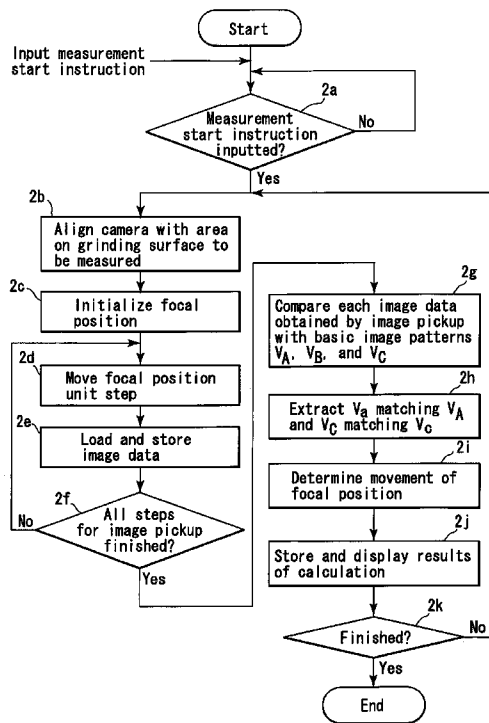 Start
Input measurement
start instruction
2a
Measurement
start instruction
inputted?
No
Yes
2b
Align camera with area
on grinding surface to
be measured
2c
Initialize focal
position
2d
Move focal position
unit step
2e
Load and store
image data
2f
All steps
for image pickup
finished?
No
Yes
2g
Compare each image data
obtained by image pickup
with basic image patterns
VA, VB, and VC
2h
Extract Va matching VA
and VC matching Vc
2i
Determine movement of
focal position
2j
Store and display results
of calculation
2k
Finished?
No
Yes
End